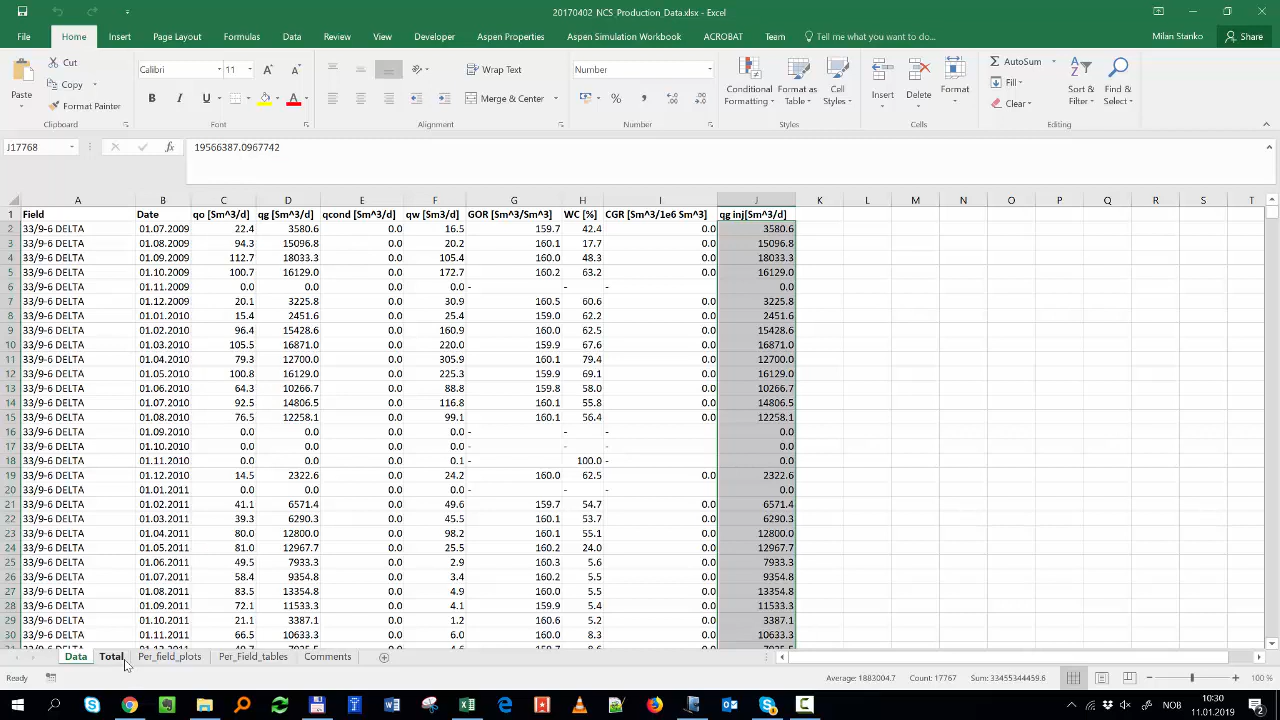 20170402_NCS_Production_Data.xlsx - Excel
File Home Insert Page Layout Formulas Data Review View Developer Aspen Properties Aspen Simulation Workbook ACROBAT Team Tell me what you want to do... Milan Stanko Share
Paste Cut Copy Format Painter Clipboard
Calibri 11 B I U A Font
Wrap Text Merge & Center Alignment
Number % Number
Conditional Formatting Format as Table Cell Styles Styles
Insert Delete Format Cells
AutoSum Fill Clear Sort & Filter Find & Select Editing
J17768 fx 19566387.0967742
A B C D E F G H I J K L M N O P Q R S T
1 Field Date qo [Sm^3/d] qg [Sm^3/d] qcond [Sm^3/d] qw [Sm3/d] GOR [Sm^3/Sm^3] WC [%] CGR [Sm^3/1e6 Sm^3] qg inj[Sm^3/d]
2 33/9-6 DELTA 01.07.2009 22.4 3580.6 0.0 16.5 159.7 42.4 0.0 3580.6
3 33/9-6 DELTA 01.08.2009 94.3 15096.8 0.0 20.2 160.1 17.7 0.0 15096.8
4 33/9-6 DELTA 01.09.2009 112.7 18033.3 0.0 105.4 160.0 48.3 0.0 18033.3
5 33/9-6 DELTA 01.10.2009 100.7 16129.0 0.0 172.7 160.2 63.2 0.0 16129.0
6 33/9-6 DELTA 01.11.2009 0.0 0.0 0.0 0.0 - - - 0.0
7 33/9-6 DELTA 01.12.2009 20.1 3225.8 0.0 30.9 160.5 60.6 0.0 3225.8
8 33/9-6 DELTA 01.01.2010 15.4 2451.6 0.0 25.4 159.0 62.2 0.0 2451.6
9 33/9-6 DELTA 01.02.2010 96.4 15428.6 0.0 160.9 160.0 62.5 0.0 15428.6
10 33/9-6 DELTA 01.03.2010 105.5 16871.0 0.0 220.0 159.9 67.6 0.0 16871.0
11 33/9-6 DELTA 01.04.2010 79.3 12700.0 0.0 305.9 160.1 79.4 0.0 12700.0
12 33/9-6 DELTA 01.05.2010 100.8 16129.0 0.0 225.3 159.9 69.1 0.0 16129.0
13 33/9-6 DELTA 01.06.2010 64.3 10266.7 0.0 88.8 159.8 58.0 0.0 10266.7
14 33/9-6 DELTA 01.07.2010 92.5 14806.5 0.0 116.8 160.1 55.8 0.0 14806.5
15 33/9-6 DELTA 01.08.2010 76.5 12258.1 0.0 99.1 160.1 56.4 0.0 12258.1
16 33/9-6 DELTA 01.09.2010 0.0 0.0 0.0 0.0 - - - 0.0
17 33/9-6 DELTA 01.10.2010 0.0 0.0 0.0 0.0 - - - 0.0
18 33/9-6 DELTA 01.11.2010 0.0 0.0 0.0 0.1 - 100.0 - 0.0
19 33/9-6 DELTA 01.12.2010 14.5 2322.6 0.0 24.2 160.0 62.5 0.0 2322.6
20 33/9-6 DELTA 01.01.2011 0.0 0.0 0.0 0.0 - - - 0.0
21 33/9-6 DELTA 01.02.2011 41.1 6571.4 0.0 49.6 159.7 54.7 0.0 6571.4
22 33/9-6 DELTA 01.03.2011 39.3 6290.3 0.0 45.5 160.1 53.7 0.0 6290.3
23 33/9-6 DELTA 01.04.2011 80.0 12800.0 0.0 98.2 160.1 55.1 0.0 12800.0
24 33/9-6 DELTA 01.05.2011 81.0 12967.7 0.0 25.5 160.2 24.0 0.0 12967.7
25 33/9-6 DELTA 01.06.2011 49.5 7933.3 0.0 2.9 160.3 5.6 0.0 7933.3
26 33/9-6 DELTA 01.07.2011 58.4 9354.8 0.0 3.4 160.2 5.5 0.0 9354.8
27 33/9-6 DELTA 01.08.2011 83.5 13354.8 0.0 4.9 160.0 5.5 0.0 13354.8
28 33/9-6 DELTA 01.09.2011 72.1 11533.3 0.0 4.1 159.9 5.4 0.0 11533.3
29 33/9-6 DELTA 01.10.2011 21.1 3387.1 0.0 1.2 160.6 5.2 0.0 3387.1
30 33/9-6 DELTA 01.11.2011 66.5 10633.3 0.0 6.0 160.0 8.3 0.0 10633.3
Data Total Per_field_plots Per_Field_tables Comments
Ready Average: 1883004.7 Count: 17767 Sum: 33455344459.6 100 %
NOB 10:30
11.01.2019